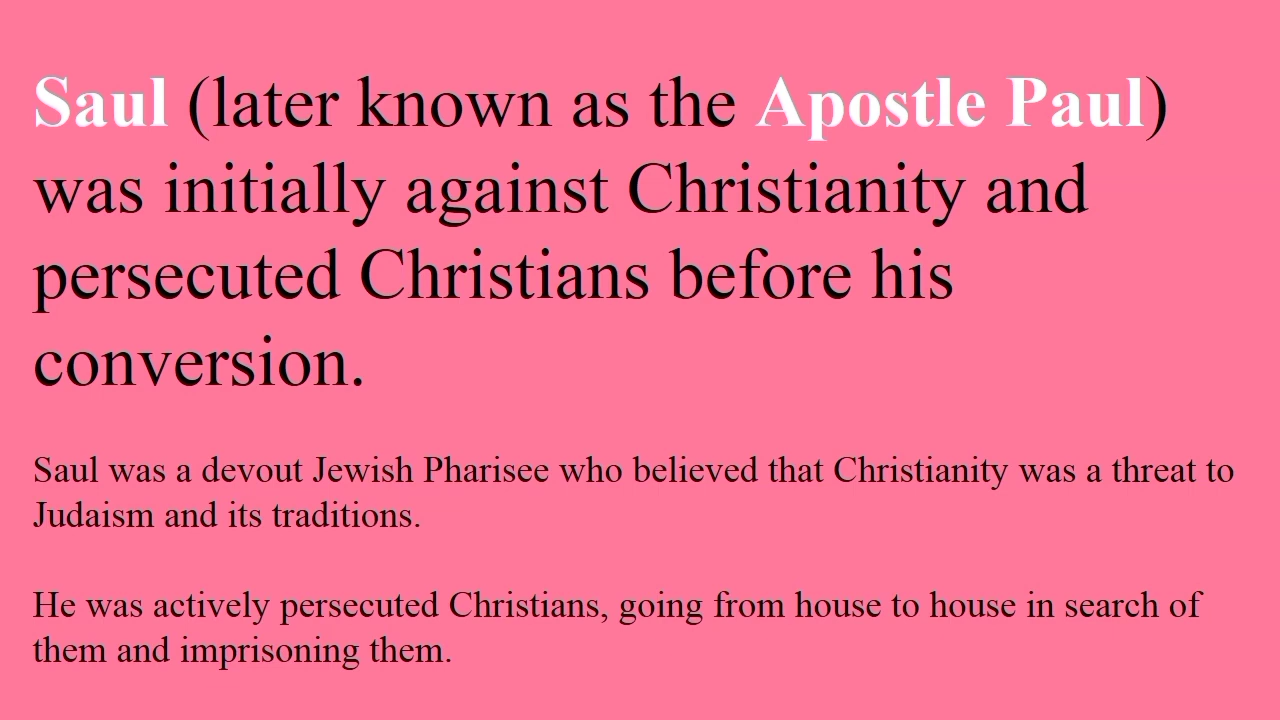 Saul (later known as the Apostle Paul)
was initially against Christianity and
persecuted Christians before his
conversion.
Saul was a devout Jewish Pharisee who believed that Christianity was a threat to
Judaism and its traditions.
He was actively persecuted Christians, going from house to house in search of
them and imprisoning them.